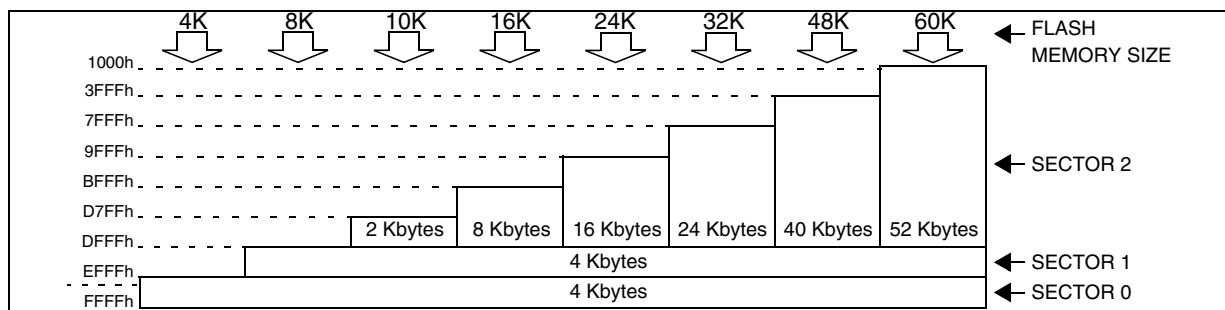 4K 8K 10K 16K 24K 32K 48K 60K
FLASH
MEMORY SIZE
1000h
3FFFh
7FFFh
9FFFh
SECTOR 2
BFFFh
D7FFh
2 Kbytes 8 Kbytes 16 Kbytes 24 Kbytes 40 Kbytes 52 Kbytes
DFFFh
4 Kbytes SECTOR 1
EFFFh
4 Kbytes SECTOR 0
FFFFh